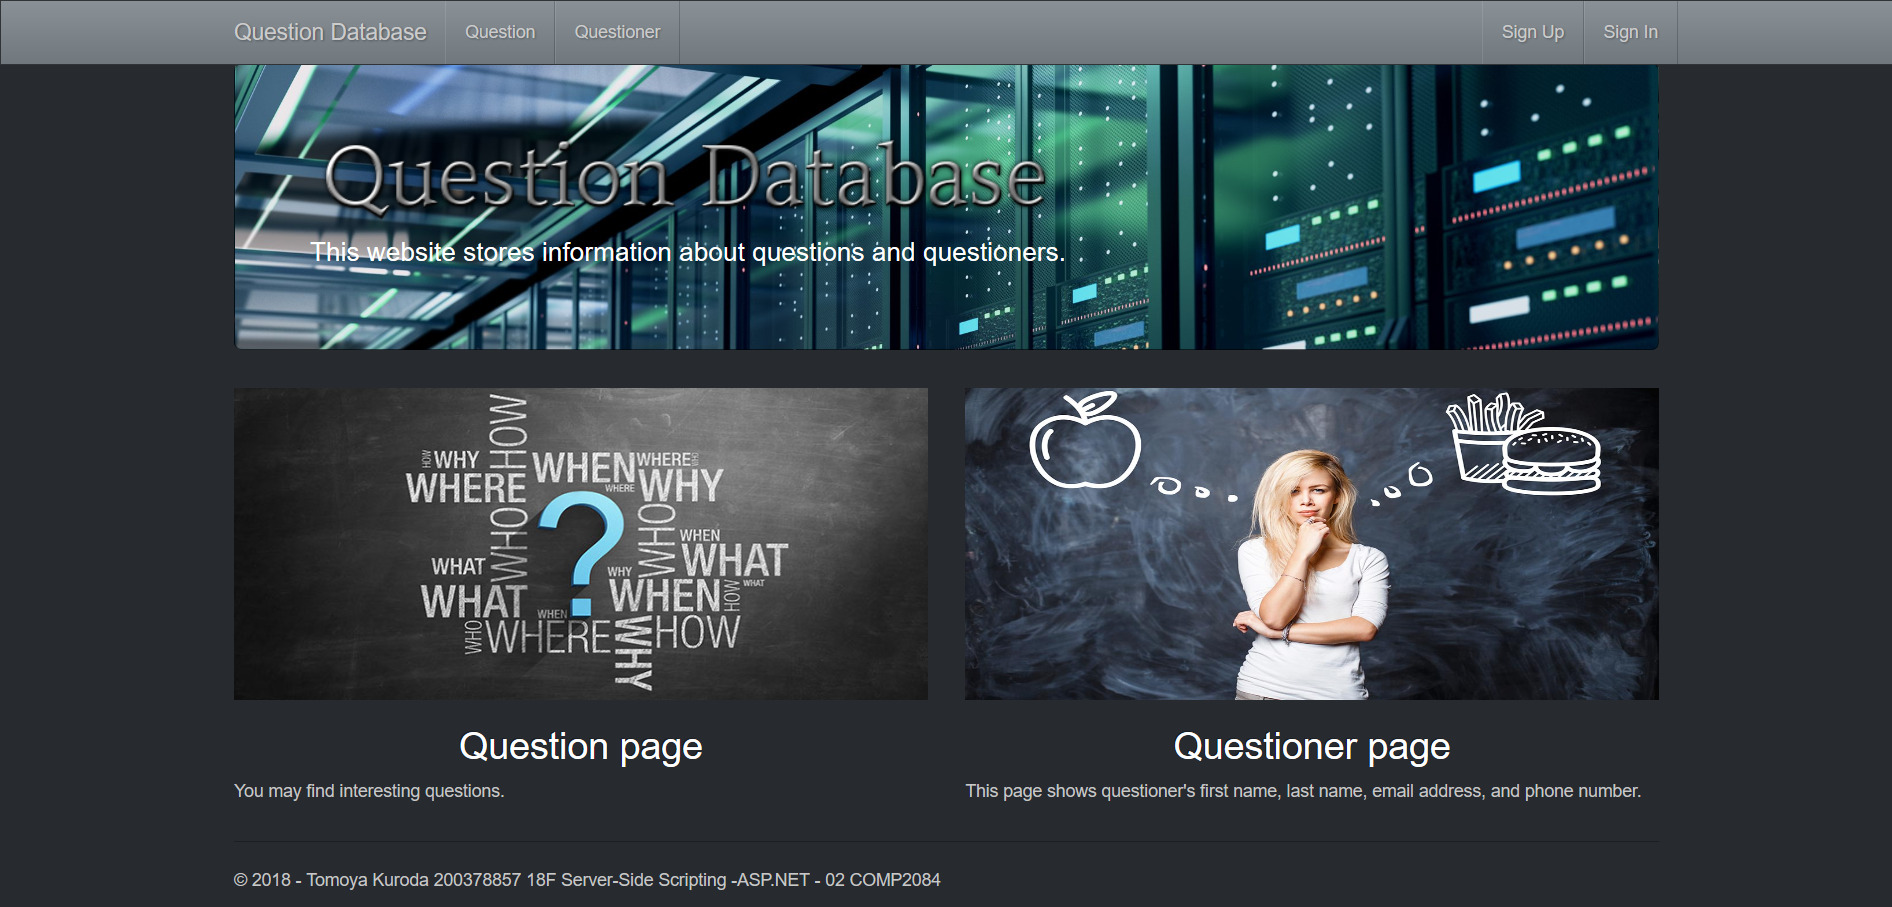 Question Database
Question
Questioner
Sign Up
Sign In
Question Database
This website stores information about questions and questioners.
HOW
HOW
WHY
WHERE
WHEN
WHERE
WHERE
WHY
WHO
HOW
WHEN
WHAT
WHAT
WHY
WHAT
WHEN
HOW
WHAT
WHEN
WHO
WHERE
WHY
HOW
Question page
You may find interesting questions.
Questioner page
This page shows questioner's first name, last name, email address, and phone number.
© 2018 - Tomoya Kuroda 200378857 18F Server-Side Scripting -ASP.NET - 02 COMP2084